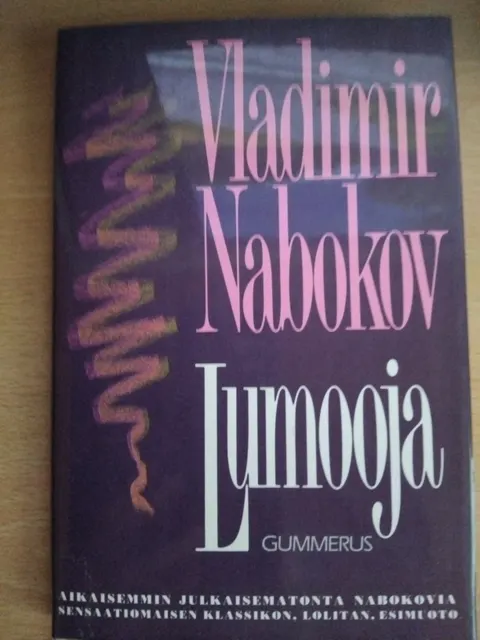 Vladimir
Nabokov
Lumooja
GUMMERUS
AIKAISEMMIN JULKAISEMATONTA NABOKOVIA
SENSAATIOMAISEN KLASSIKON, LOLITAN, ESIMUOTO